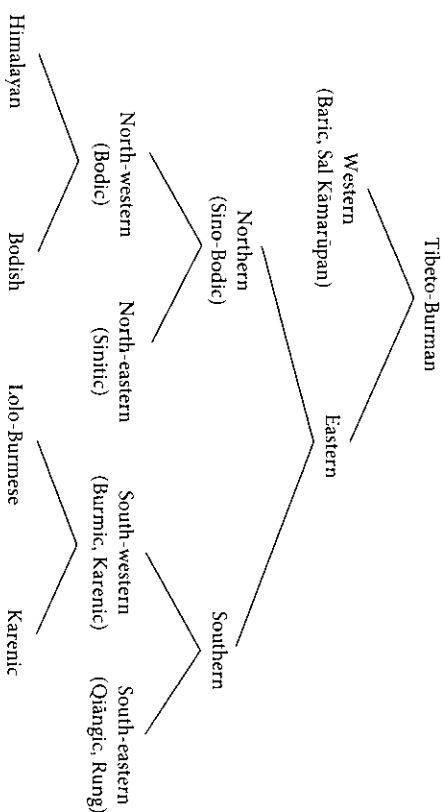 Tibeto-Burman
Western
(Baric, Sal Kāmarūpan)
Eastern
Northern
(Sino-Bodic)
Southern
North-western
(Bodic)
North-eastern
(Sinitic)
South-western
(Burmic, Karenic)
South-eastern
(Qiāngic, Rung)
Himalayan
Bodish
Lolo-Burmese
Karenic